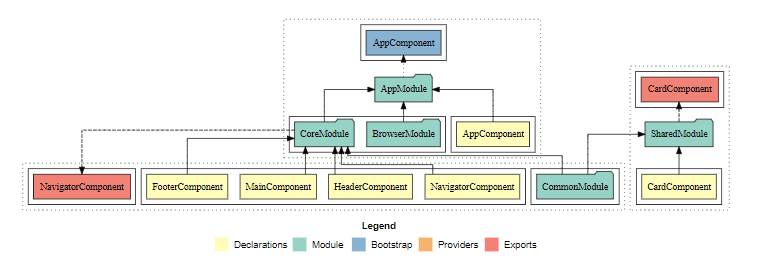 AppComponent
AppModule
CardComponent
CoreModule
BrowserModule
AppComponent
SharedModule
NavigatorComponent
FooterComponent
MainComponent
HeaderComponent
NavigatorComponent
CommonModule
CardComponent
Legend
Declarations
Module
Bootstrap
Providers
Exports